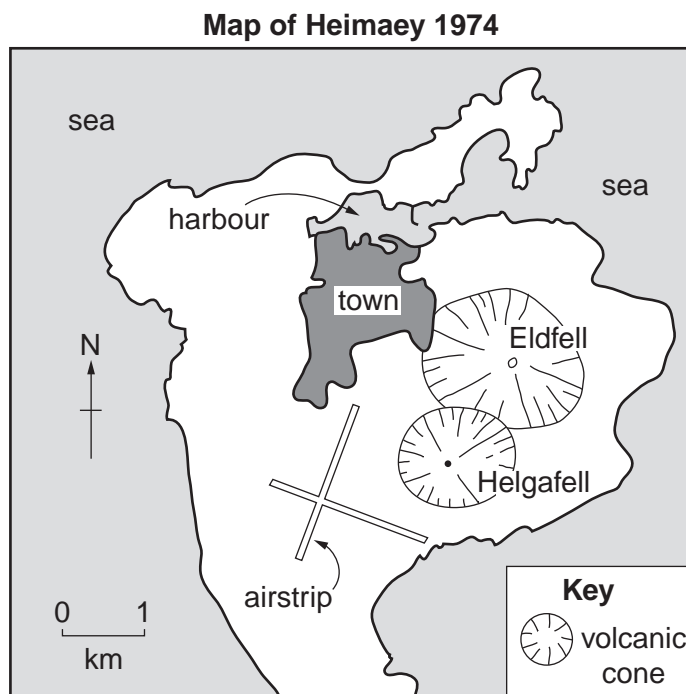 Map of Heimaey 1974
sea
sea
harbour
town
Eldfell
N
Helgafell
airstrip
0 1
km
Key
volcanic
cone